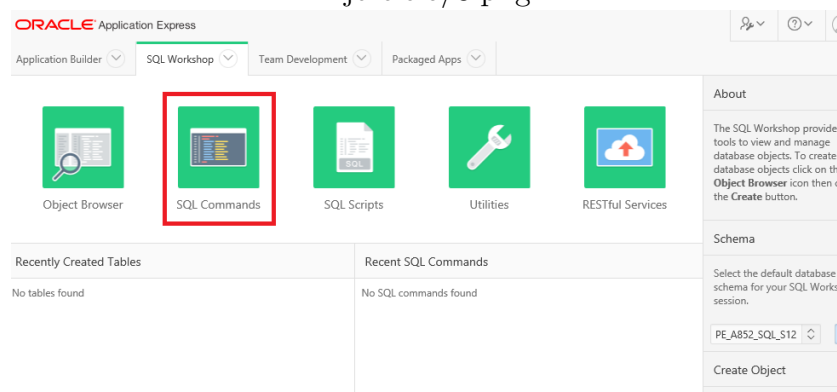 ORACLE Application Express
Application Builder
SQL Workshop
Team Development
Packaged Apps
SQL
Object Browser
SQL Commands
SQL Scripts
Utilities
RESTful Services
Recently Created Tables
No tables found
Recent SQL Commands
No SQL commands found
About
The SQL Workshop provide
tools to view and manage
database objects. To create
database objects click on th
Object Browser icon then
the Create button.
Schema
Select the default database
schema for your SQL Works
session.
PE_A852_SQL_S12
Create Object